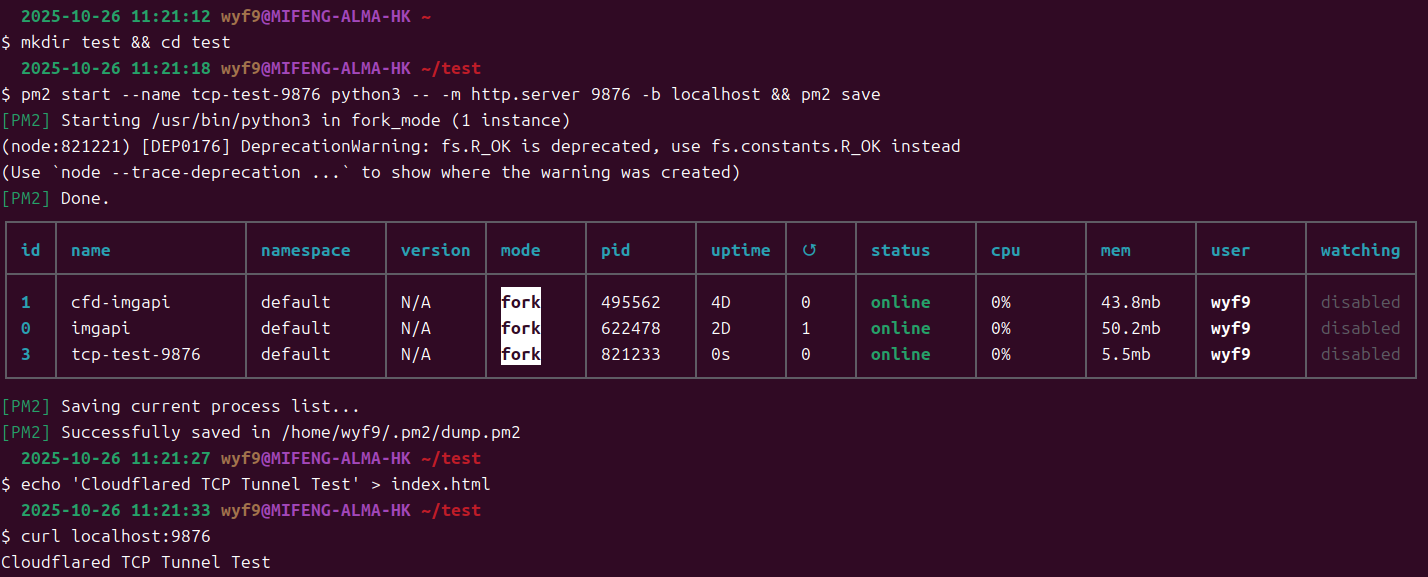 2025-10-26 11:21:12 wyf9@MIFENG-ALMA-HK ~
$ mkdir test && cd test
2025-10-26 11:21:18 wyf9@MIFENG-ALMA-HK ~/test
$ pm2 start --name tcp-test-9876 python3 -- -m http.server 9876 -b localhost && pm2 save
[PM2] Starting /usr/bin/python3 in fork_mode (1 instance)
(node:821221) [DEP0176] DeprecationWarning: fs.R_OK is deprecated, use fs.constants.R_OK instead
(Use `node --trace-deprecation ...` to show where the warning was created)
[PM2] Done.
id name namespace version mode pid uptime ↺ status cpu mem user watching
1 cfd-imgapi default N/A fork 495562 4D 0 online 0% 43.8mb wyf9 disabled
0 imgapi default N/A fork 622478 2D 1 online 0% 50.2mb wyf9 disabled
3 tcp-test-9876 default N/A fork 821233 0s 0 online 0% 5.5mb wyf9 disabled
[PM2] Saving current process list...
[PM2] Successfully saved in /home/wyf9/.pm2/dump.pm2
2025-10-26 11:21:27 wyf9@MIFENG-ALMA-HK ~/test
$ echo 'Cloudflared TCP Tunnel Test' > index.html
2025-10-26 11:21:33 wyf9@MIFENG-ALMA-HK ~/test
$ curl localhost:9876
Cloudflared TCP Tunnel Test